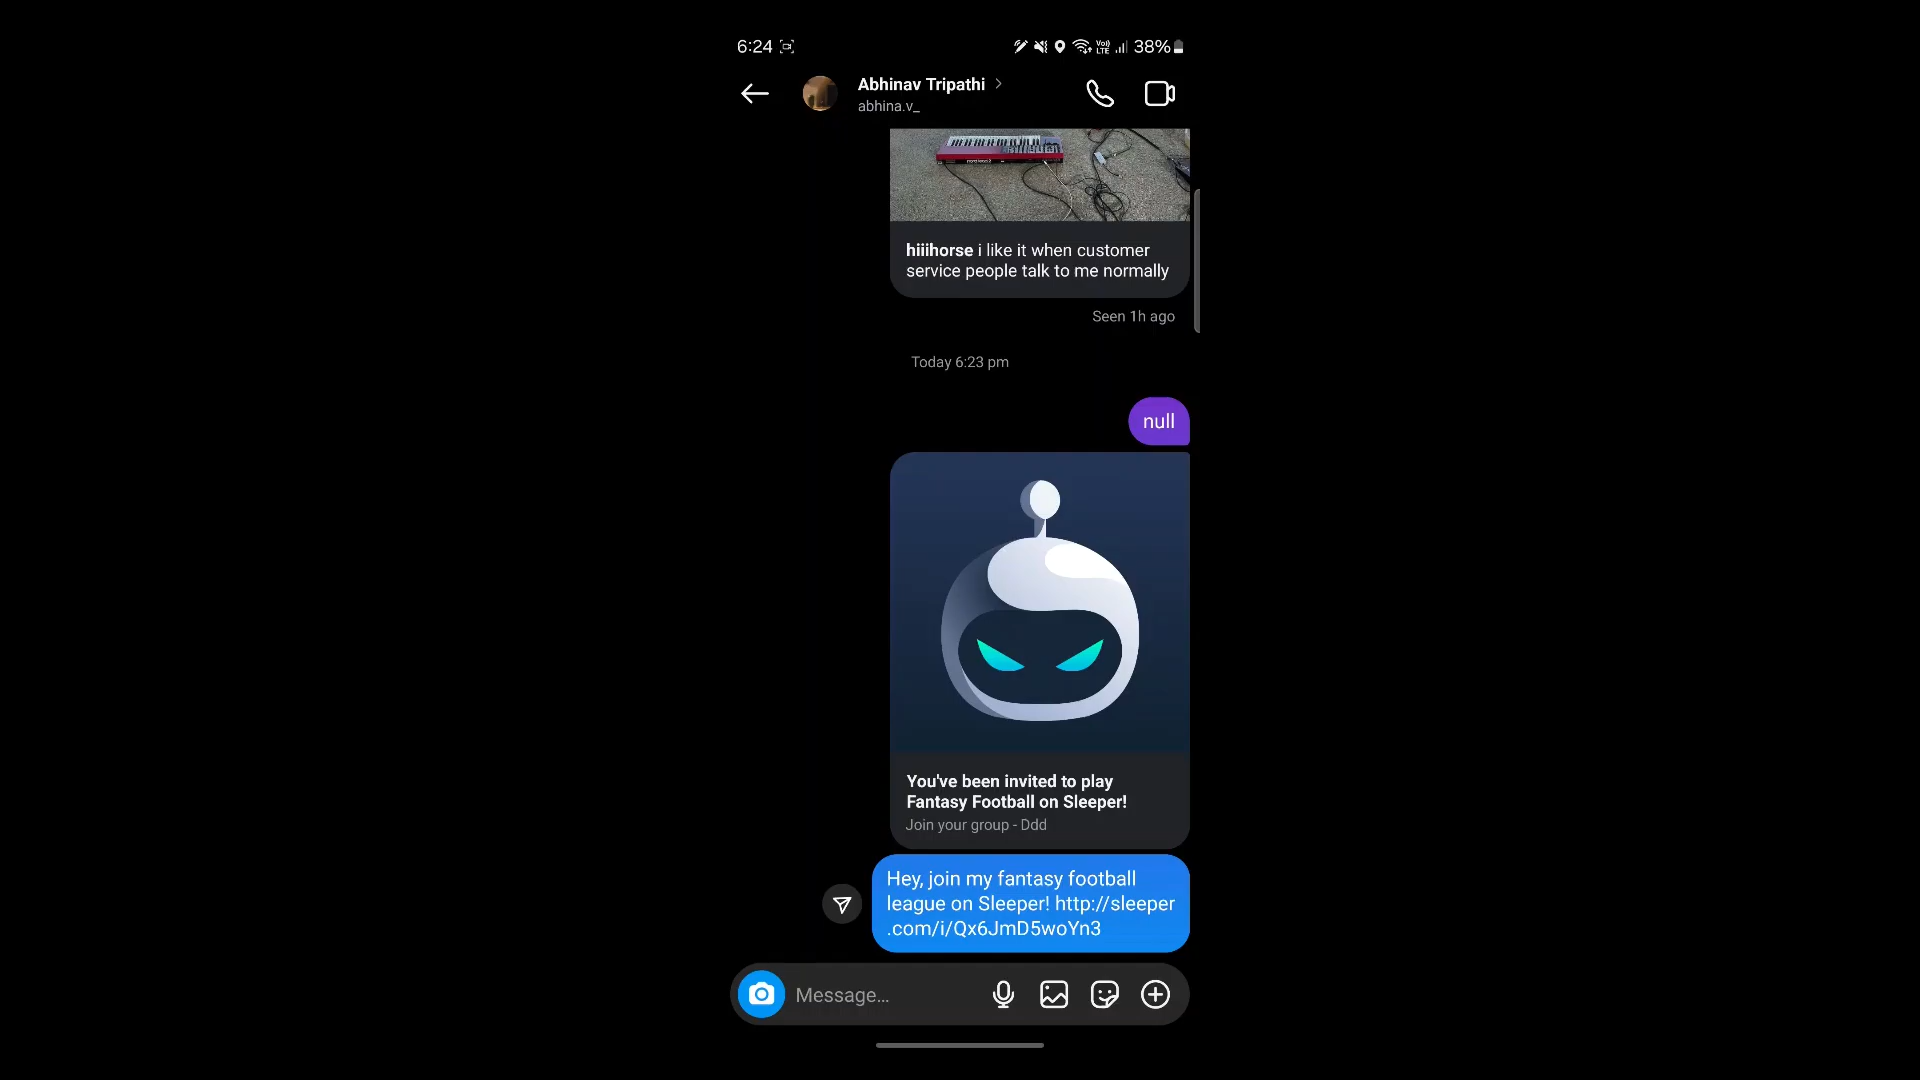 6:24
Vo)) LTE 38%
Abhinav Tripathi
abhina.v_
hiiihorse i like it when customer
service people talk to me normally
Seen 1h ago
Today 6:23 pm
null
You've been invited to play
Fantasy Football on Sleeper!
Join your group - Ddd
Hey, join my fantasy football
league on Sleeper! http://sleeper
.com/i/Qx6JmD5woYn3
Message...